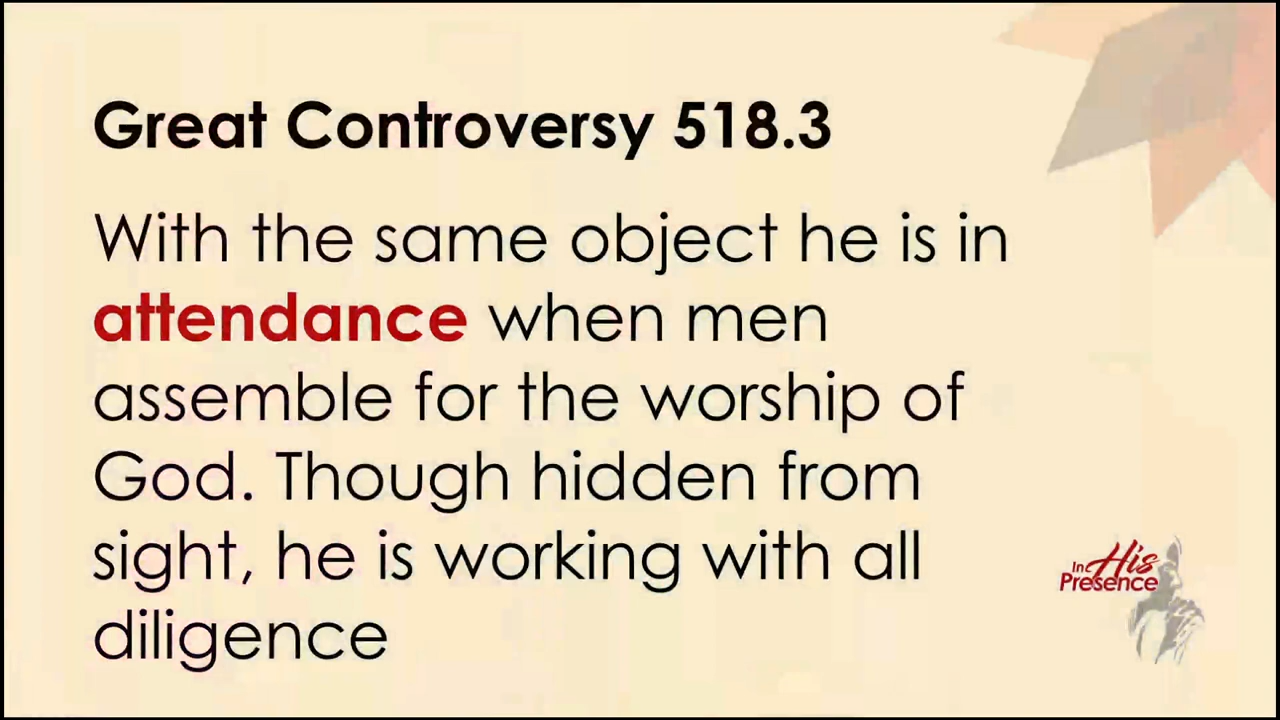 Great Controversy 518.3
With the same object he is in
attendance when men
assemble for the worship of
God. Though hidden from
sight, he is working with all
diligence
In His
Presence